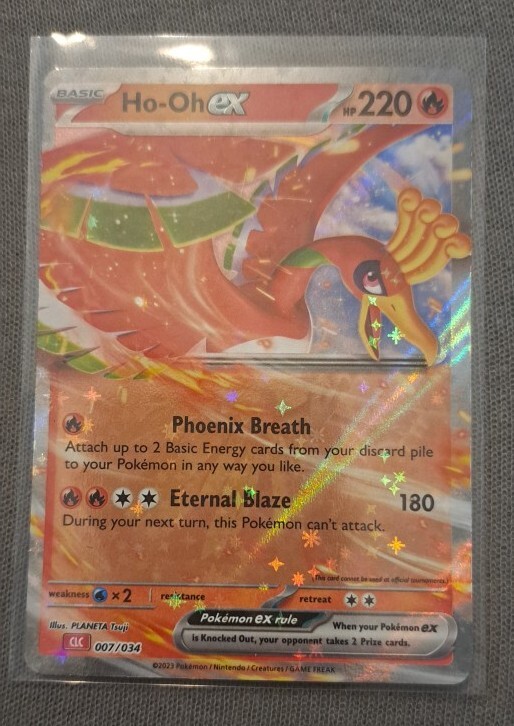 BASIC
Ho-Oh ex
HP 220
Phoenix Breath
Attach up to 2 Basic Energy cards from your discard pile
to your Pokémon in any way you like.
Eternal Blaze 180
During your next turn, this Pokémon can't attack.
(This card cannot be used at official tournaments.)
weakness ×2 resistance retreat
Illus. PLANETA Tsuji
Pokémon ex rule
When your Pokémon ex
is Knocked Out, your opponent takes 2 Prize cards.
CLC 007/034
©2023 Pokémon / Nintendo / Creatures / GAME FREAK